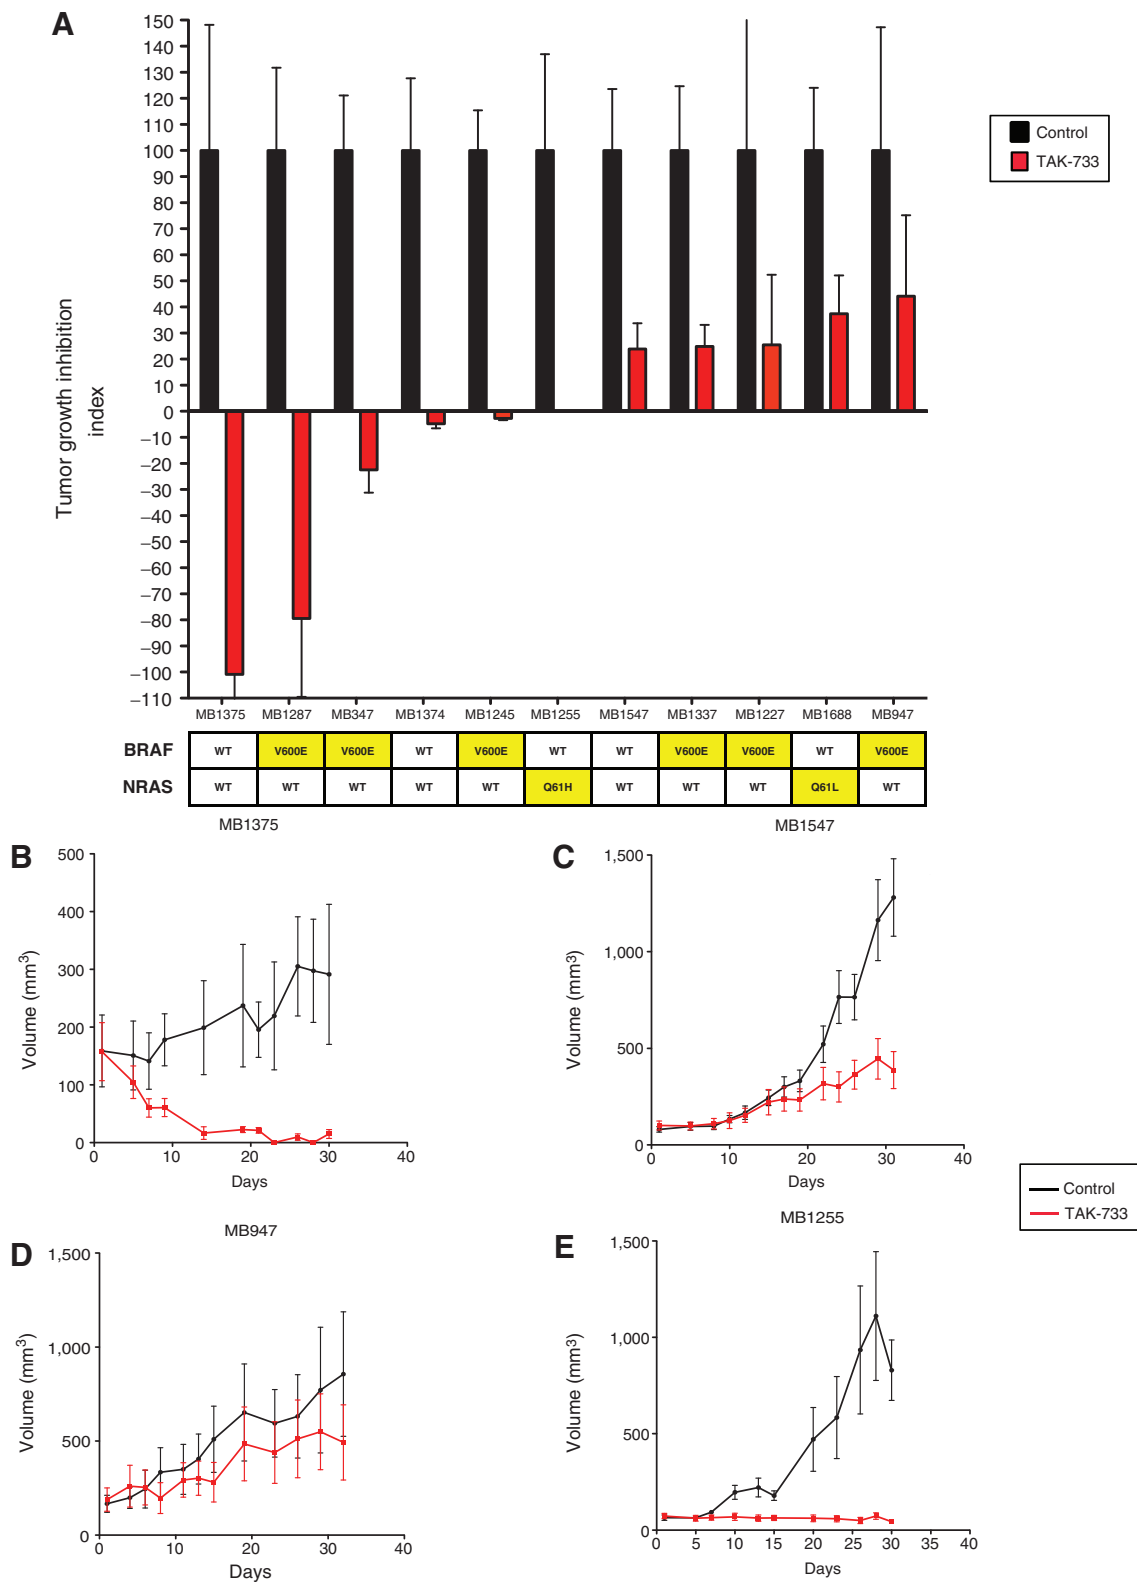 A
150
140
130
120
110
100
90
80
70
60
50
40
30
20
10
0
–10
–20
–30
–40
–50
–60
–70
–80
–90
–100
–110
Tumor growth inhibition
index
Control
TAK-733
MB1375 MB1287 MB347 MB1374 MB1245 MB1255 MB1547 MB1337 MB1227 MB1688 MB947
BRAF WT V600E V600E WT V600E WT WT V600E V600E WT V600E
NRAS WT WT WT WT WT Q61H WT WT WT Q61L WT
B
MB1375
500
400
300
200
100
0
Volume (mm³)
0 10 20 30 40
Days
C
MB1547
1,500
1,000
500
0
Volume (mm³)
0 10 20 30 40
Days
Control
TAK-733
D
MB947
1,500
1,000
500
0
Volume (mm³)
0 10 20 30 40
Days
E
MB1255
1,500
1,000
500
0
Volume (mm³)
0 5 10 15 20 25 30 35 40
Days